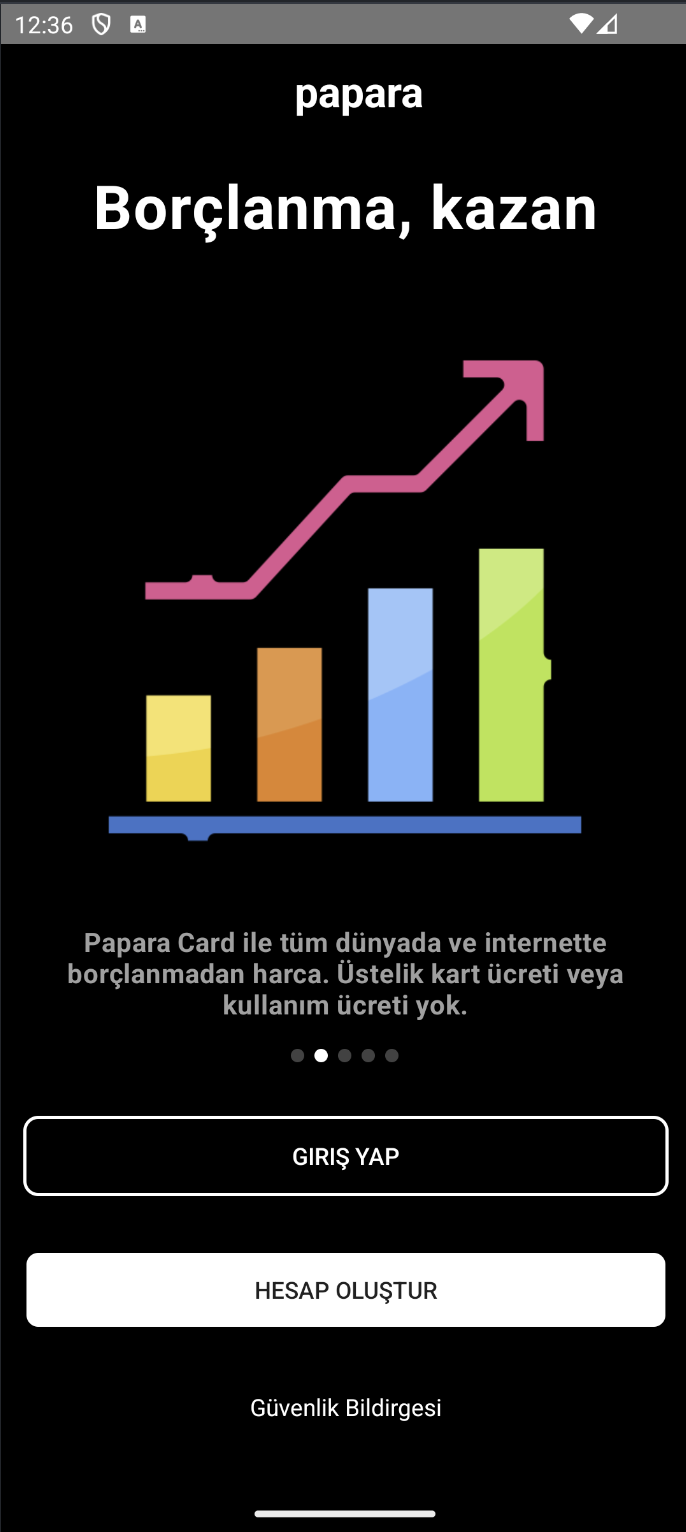 12:36
A
papara
Borçlanma, kazan
Papara Card ile tüm dünyada ve internette
borçlanmadan harca. Üstelik kart ücreti veya
kullanım ücreti yok.
GIRIŞ YAP
HESAP OLUŞTUR
Güvenlik Bildirgesi